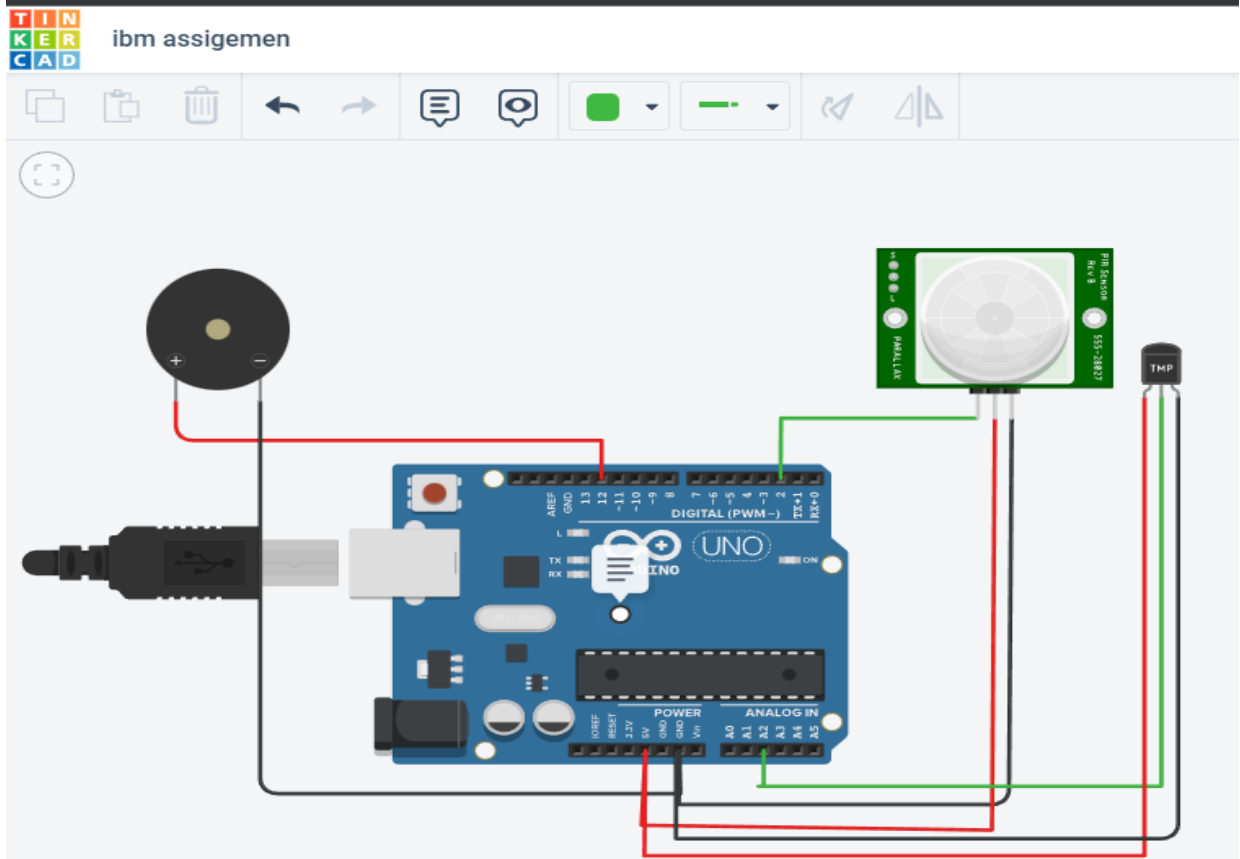 TIN
KER
CAD
ibm assigemen
PIR SENSOR
REV B
PARALLAX
555-28027
TMP
+
−
AREF
GND
13
12
~11
~10
~9
8
7
~6
~5
4
~3
2
TX→1
RX←0
DIGITAL (PWM~)
L
TX
RX
UINO
UNO
ON
POWER
ANALOG IN
IOREF
RESET
3.3V
5V
GND
GND
Vin
A0
A1
A2
A3
A4
A5